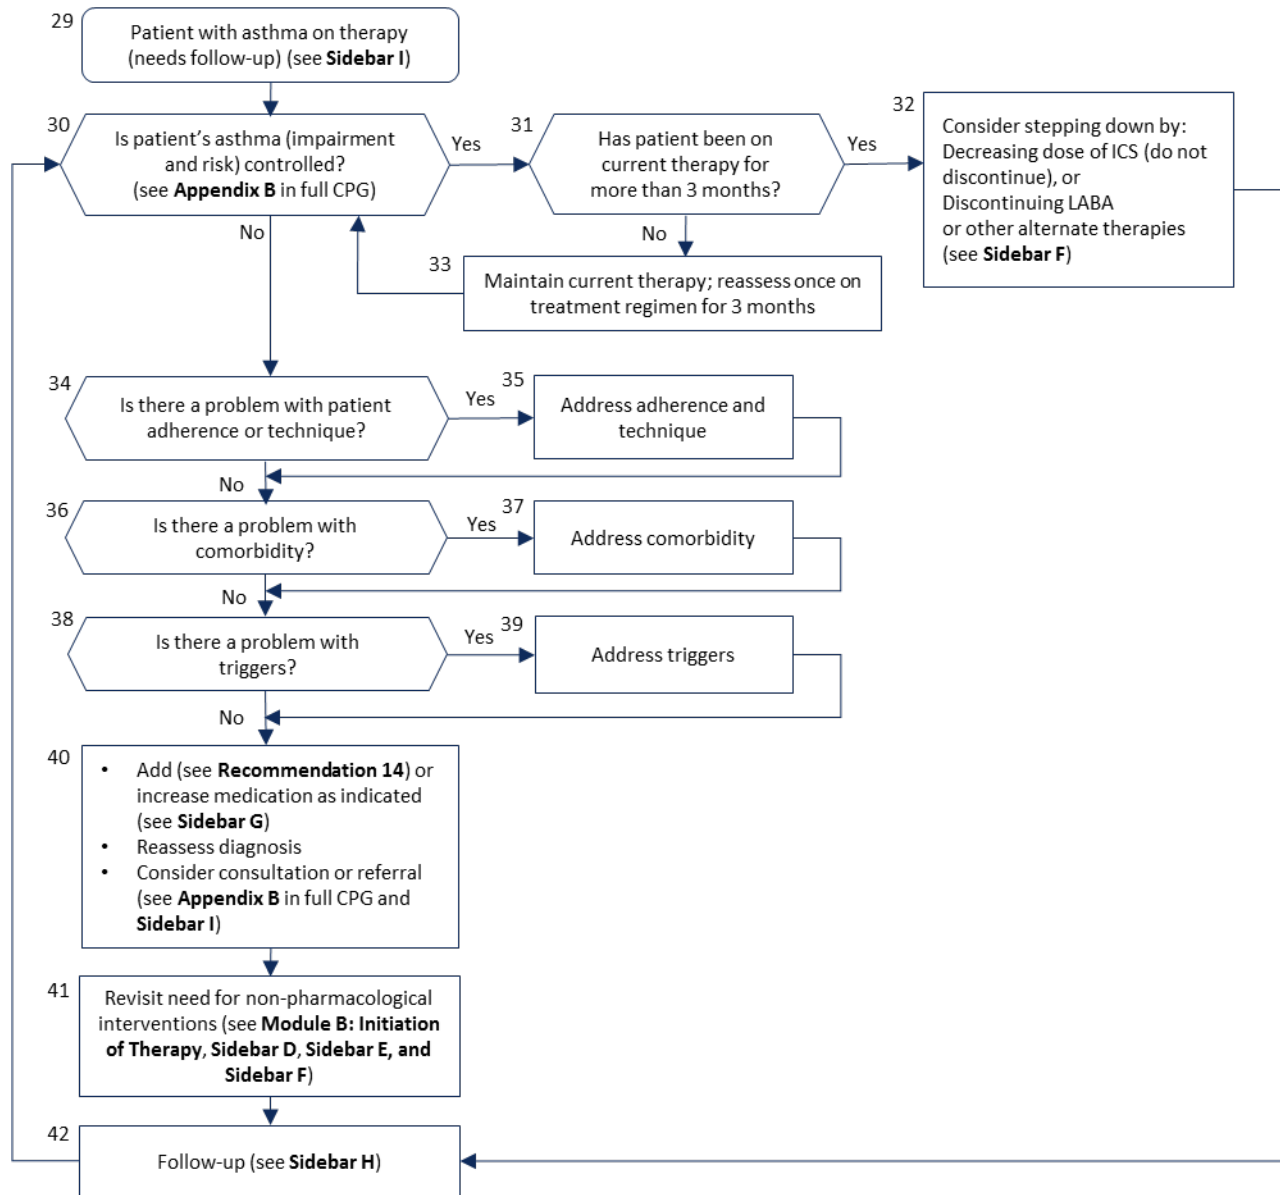 29
Patient with asthma on therapy
(needs follow-up) (see Sidebar I)
30
Is patient's asthma (impairment
and risk) controlled?
(see Appendix B in full CPG)
Yes
No
31
Has patient been on
current therapy for
more than 3 months?
Yes
No
32
Consider stepping down by:
Decreasing dose of ICS (do not
discontinue), or
Discontinuing LABA
or other alternate therapies
(see Sidebar F)
33
Maintain current therapy; reassess once on
treatment regimen for 3 months
34
Is there a problem with patient
adherence or technique?
Yes
No
35
Address adherence and
technique
36
Is there a problem with
comorbidity?
Yes
No
37
Address comorbidity
38
Is there a problem with
triggers?
Yes
No
39
Address triggers
40
• Add (see Recommendation 14) or
increase medication as indicated
(see Sidebar G)
• Reassess diagnosis
• Consider consultation or referral
(see Appendix B in full CPG and
Sidebar I)
41
Revisit need for non-pharmacological
interventions (see Module B: Initiation
of Therapy, Sidebar D, Sidebar E, and
Sidebar F)
42
Follow-up (see Sidebar H)